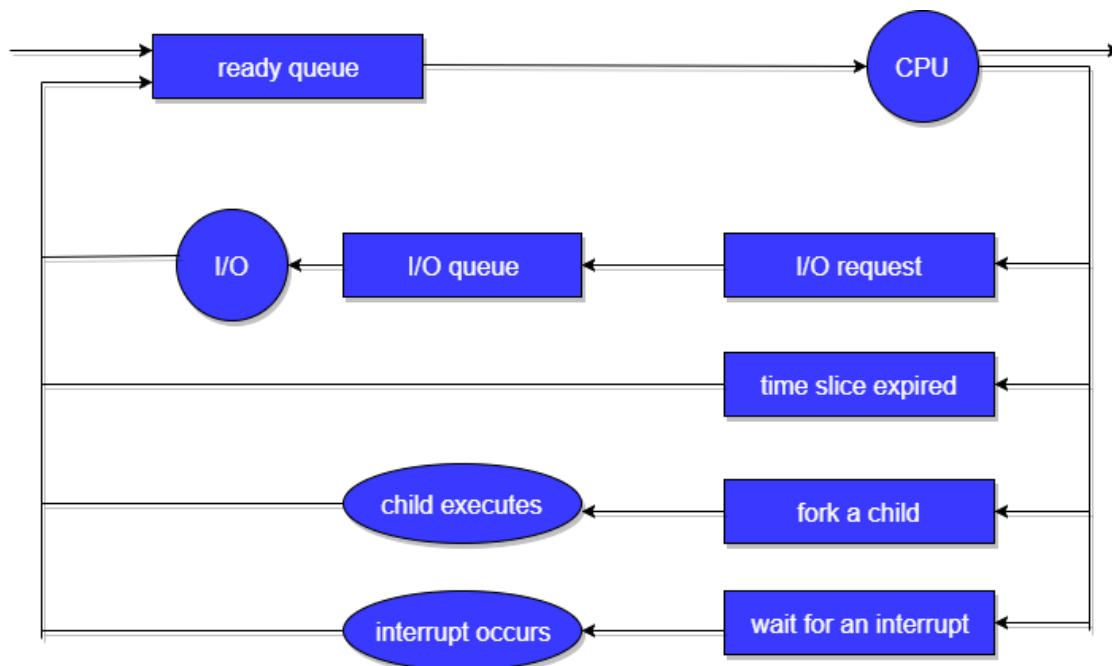 ready queue
CPU
I/O
I/O queue
I/O request
time slice expired
child executes
fork a child
interrupt occurs
wait for an interrupt